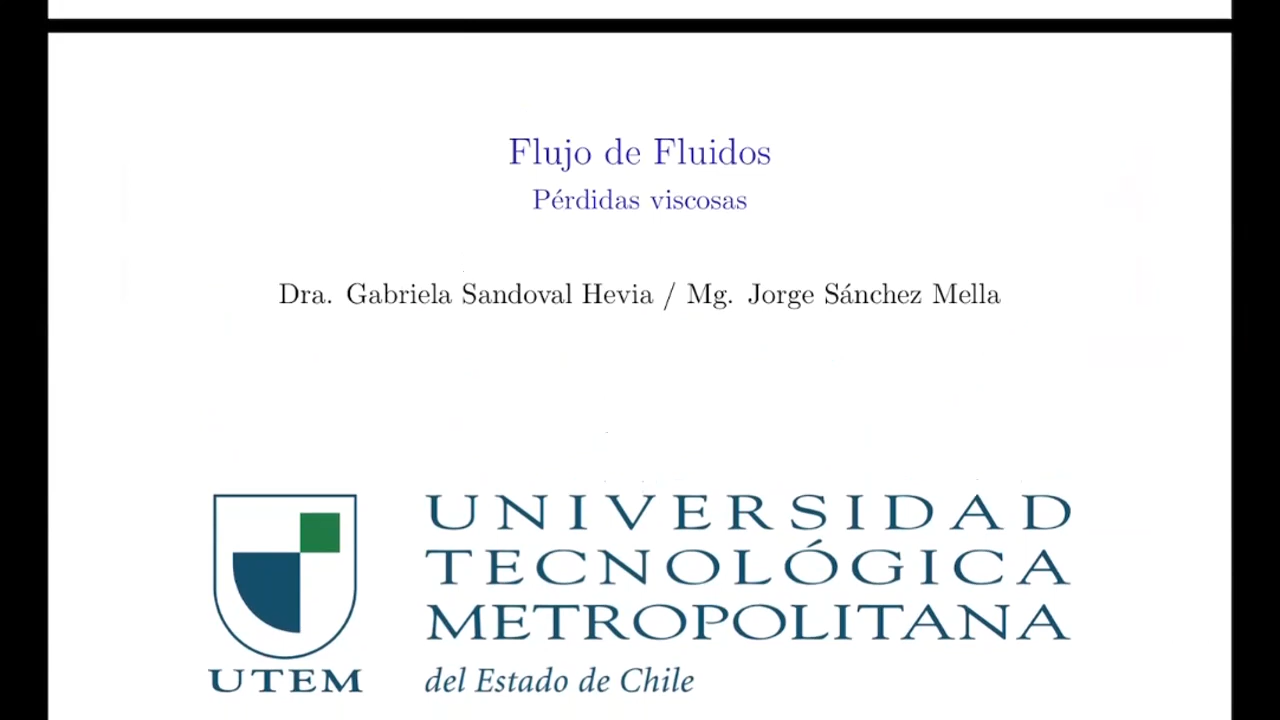 Flujo de Fluidos
Pérdidas viscosas
Dra. Gabriela Sandoval Hevia / Mg. Jorge Sánchez Mella
UNIVERSIDAD
TECNOLÓGICA
METROPOLITANA
UTEM
del Estado de Chile